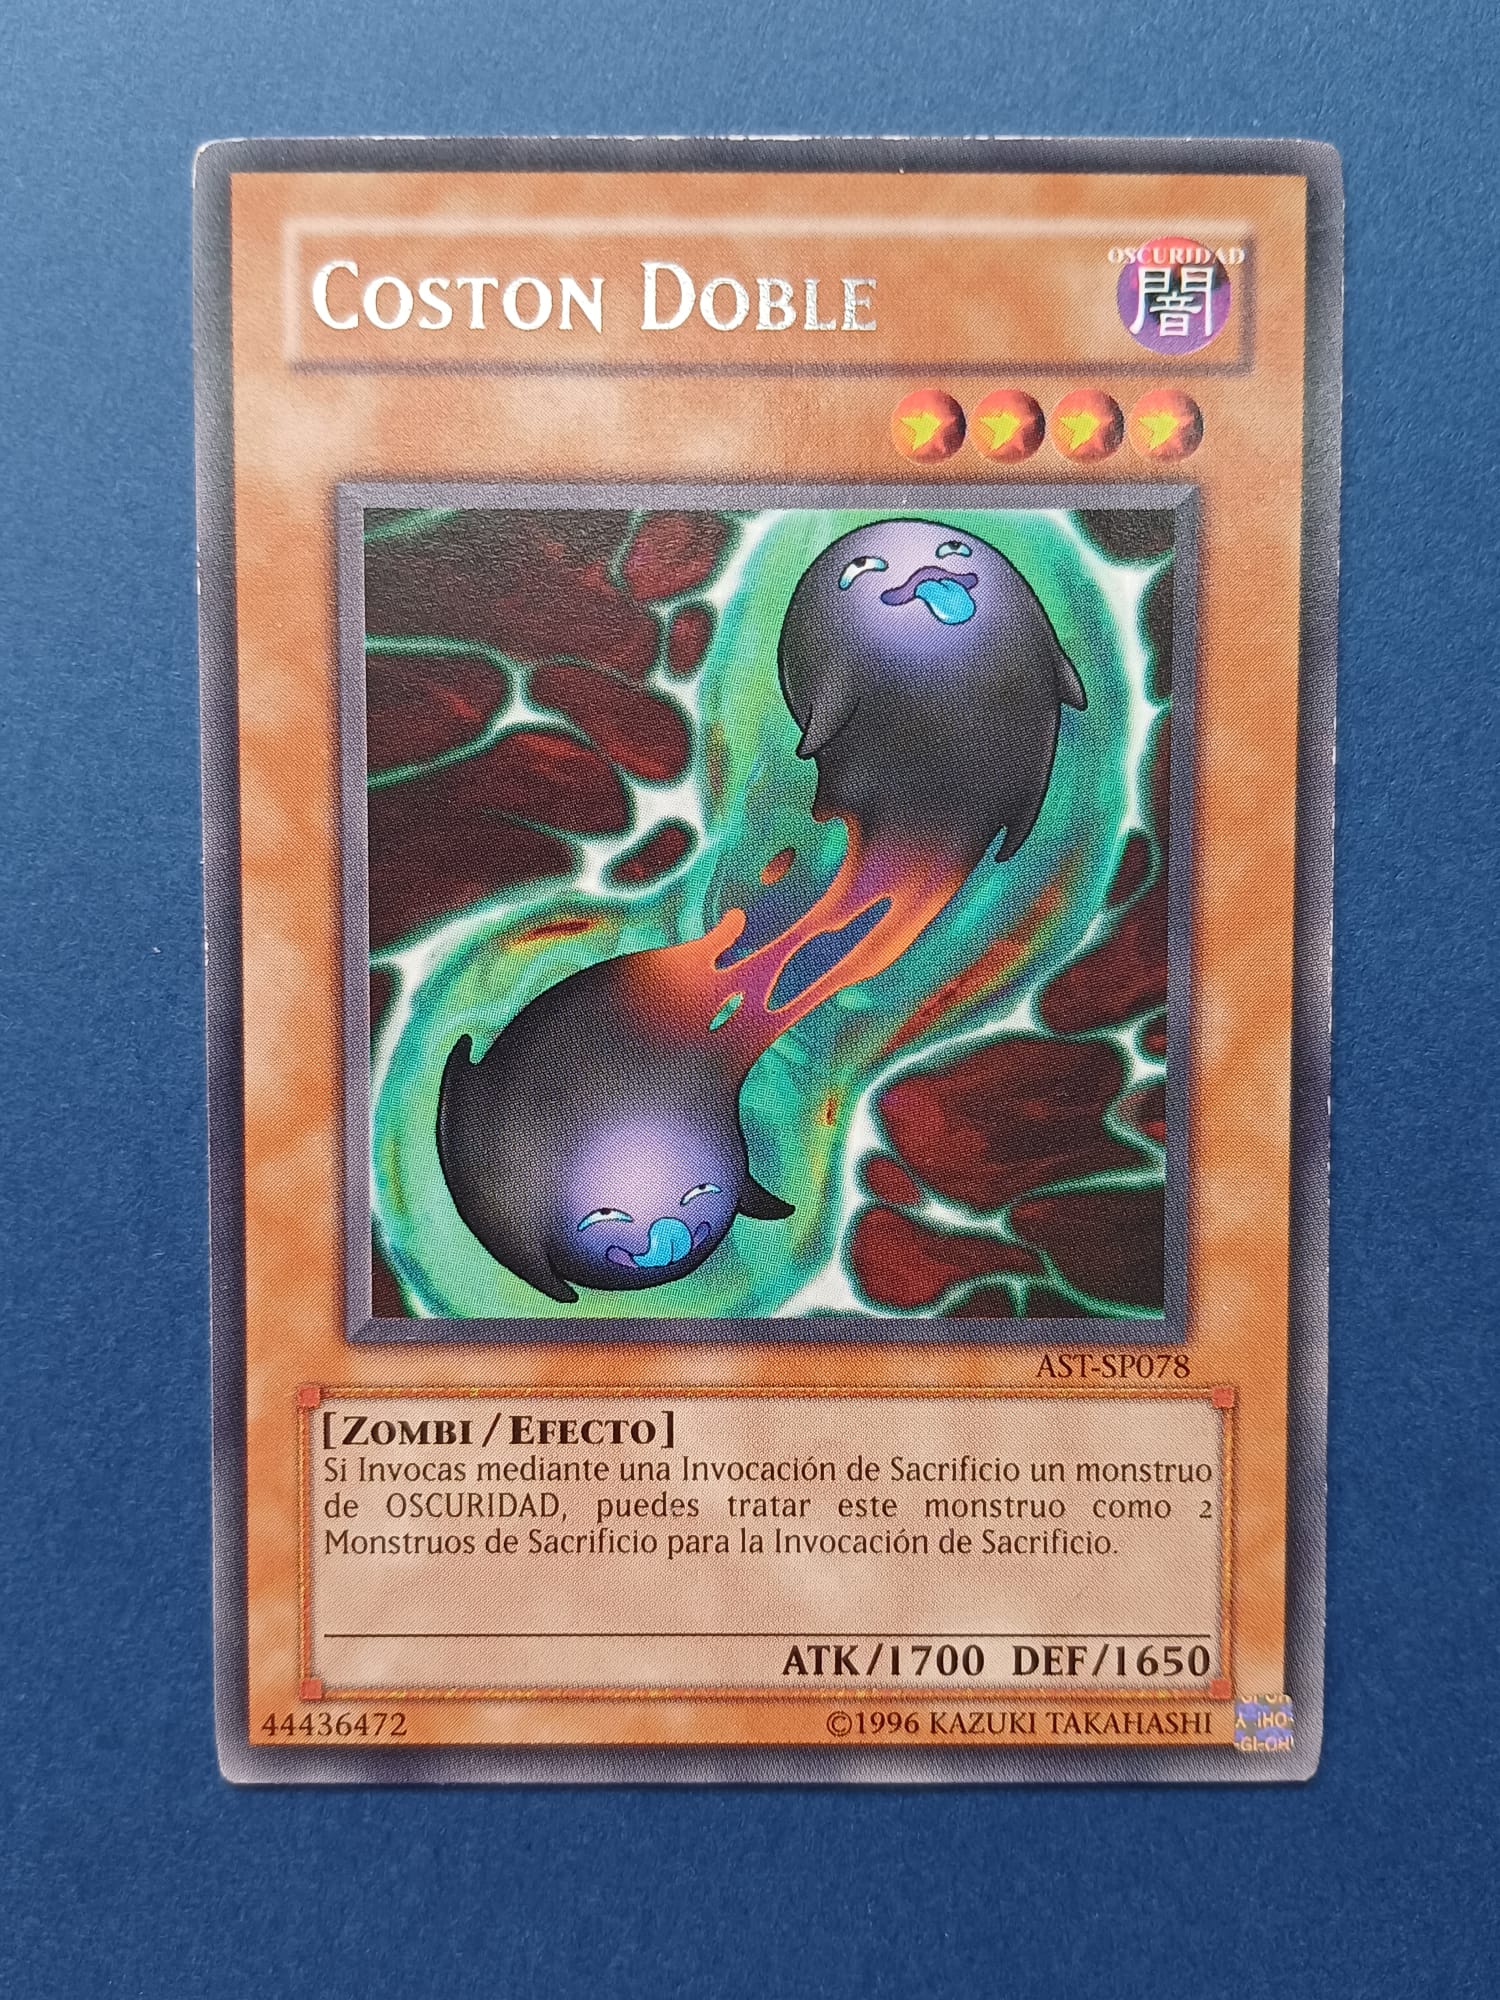 COSTON DOBLE
OSCURIDAD
闇
AST-SP078
[ZOMBI/EFECTO]
Si Invocas mediante una Invocación de Sacrificio un monstruo
de OSCURIDAD, puedes tratar este monstruo como 2
Monstruos de Sacrificio para la Invocación de Sacrificio.
ATK/1700 DEF/1650
44436472
©1996 KAZUKI TAKAHASHI